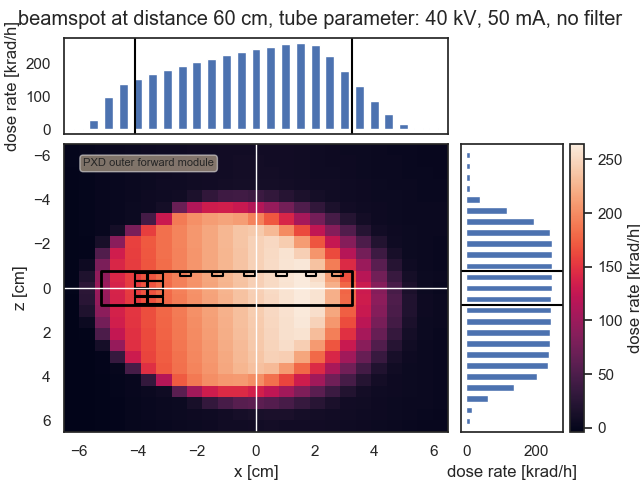 beamspot at distance 60 cm, tube parameter: 40 kV, 50 mA, no filter
dose rate [krad/h]
200
100
0
PXD outer forward module
−6
−4
−2
0
2
4
6
z [cm]
−6 −4 −2 0 2 4 6
x [cm]
0 200
dose rate [krad/h]
250
200
150
100
50
0
dose rate [krad/h]